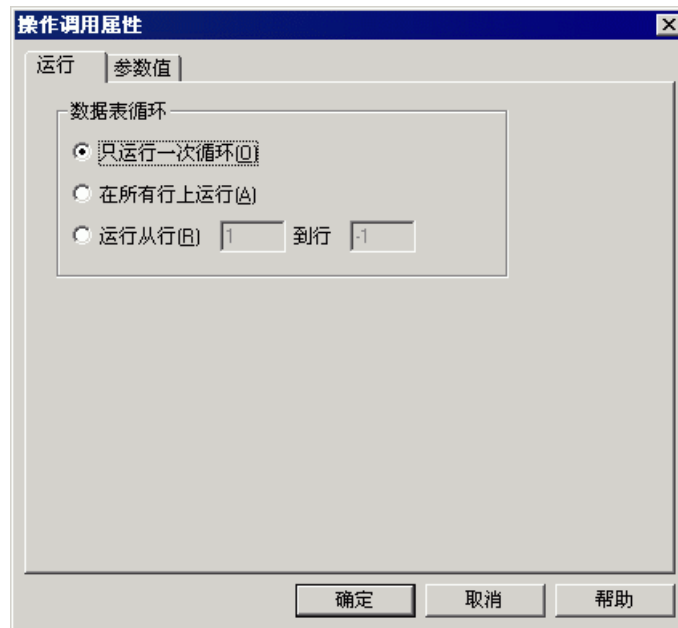 操作调用属性
运行 参数值
数据表循环
只运行一次循环(O)
在所有行上运行(A)
运行从行(R) 1 到行 -1
确定 取消 帮助